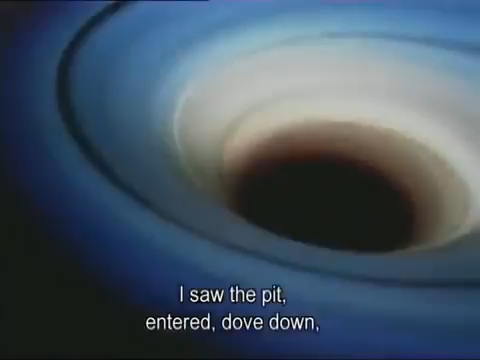 I saw the pit,
entered, dove down,